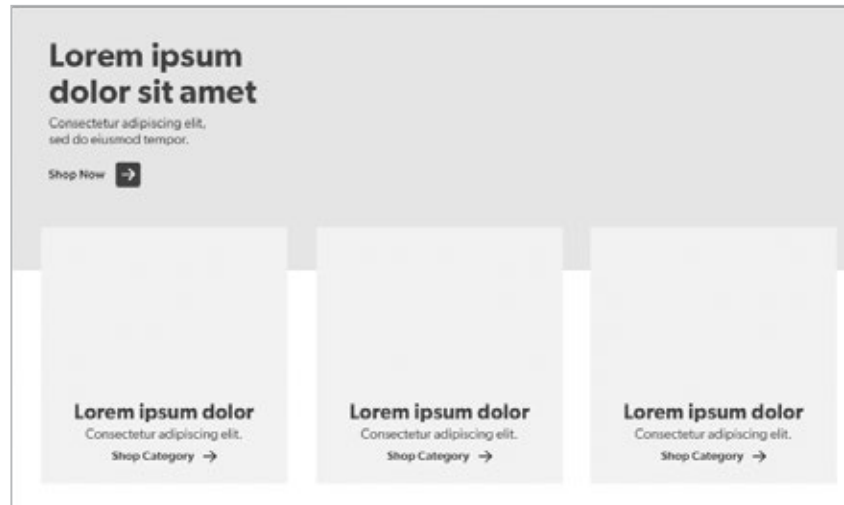 Lorem ipsum
dolor sit amet
Consectetur adipiscing elit,
sed do eiusmod tempor.
Shop Now
Lorem ipsum dolor
Consectetur adipiscing elit.
Shop Category
Lorem ipsum dolor
Consectetur adipiscing elit.
Shop Category
Lorem ipsum dolor
Consectetur adipiscing elit.
Shop Category